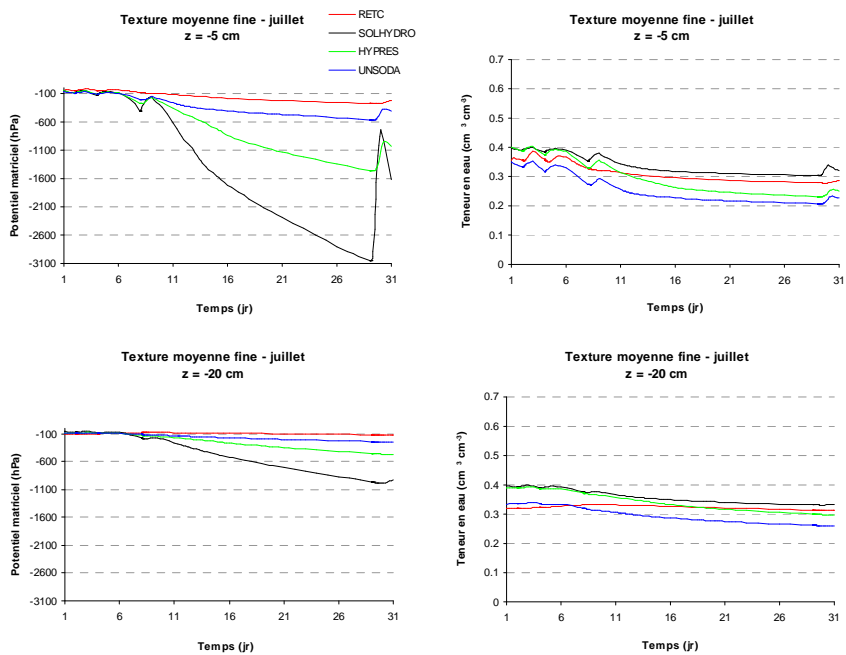 Texture moyenne fine - juillet
z = -5 cm
RETC
SOLHYDRO
HYPRES
UNSODA
-100
-600
-1100
-1600
-2100
-2600
-3100
Potentiel matriciel (hPa)
1 6 11 16 21 26 31
Temps (jr)
Texture moyenne fine - juillet
z = -5 cm
0.7
0.6
0.5
0.4
0.3
0.2
0.1
0
Teneur en eau (cm ³ cm-³)
1 6 11 16 21 26 31
Temps (jr)
Texture moyenne fine - juillet
z = -20 cm
-100
-600
-1100
-1600
-2100
-2600
-3100
Potentiel matriciel (hPa)
1 6 11 16 21 26 31
Temps (jr)
Texture moyenne fine - juillet
z = -20 cm
0.7
0.6
0.5
0.4
0.3
0.2
0.1
0
Teneur en eau (cm ³ cm-³)
1 6 11 16 21 26 31
Temps (jr)